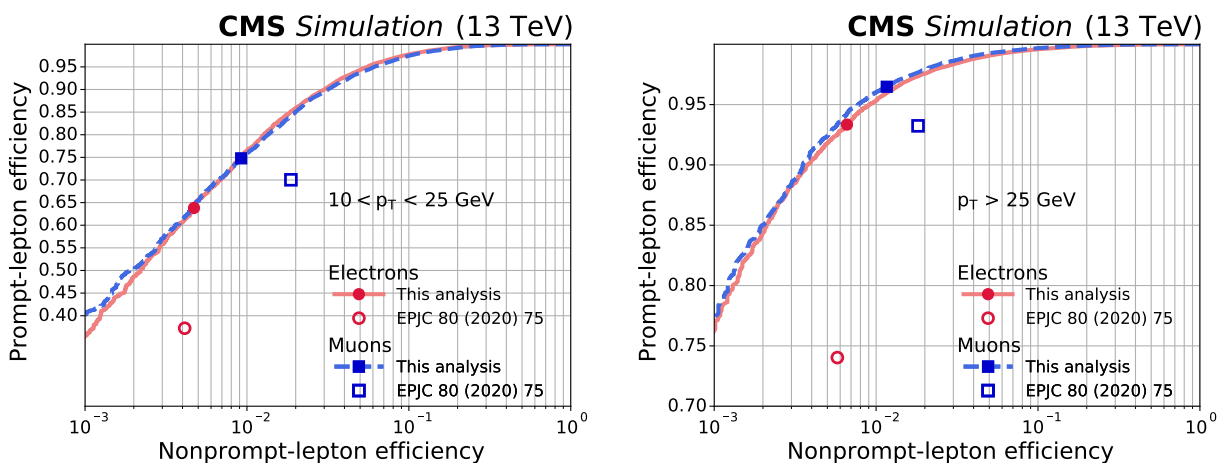 CMS Simulation (13 TeV)
Prompt-lepton efficiency
0.95
0.90
0.85
0.80
0.75
0.70
0.65
0.60
0.55
0.50
0.45
0.40
10 < pT < 25 GeV
Electrons
This analysis
EPJC 80 (2020) 75
Muons
This analysis
EPJC 80 (2020) 75
10⁻³ 10⁻² 10⁻¹ 10⁰
Nonprompt-lepton efficiency
CMS Simulation (13 TeV)
Prompt-lepton efficiency
0.95
0.90
0.85
0.80
0.75
0.70
pT > 25 GeV
Electrons
This analysis
EPJC 80 (2020) 75
Muons
This analysis
EPJC 80 (2020) 75
10⁻³ 10⁻² 10⁻¹ 10⁰
Nonprompt-lepton efficiency